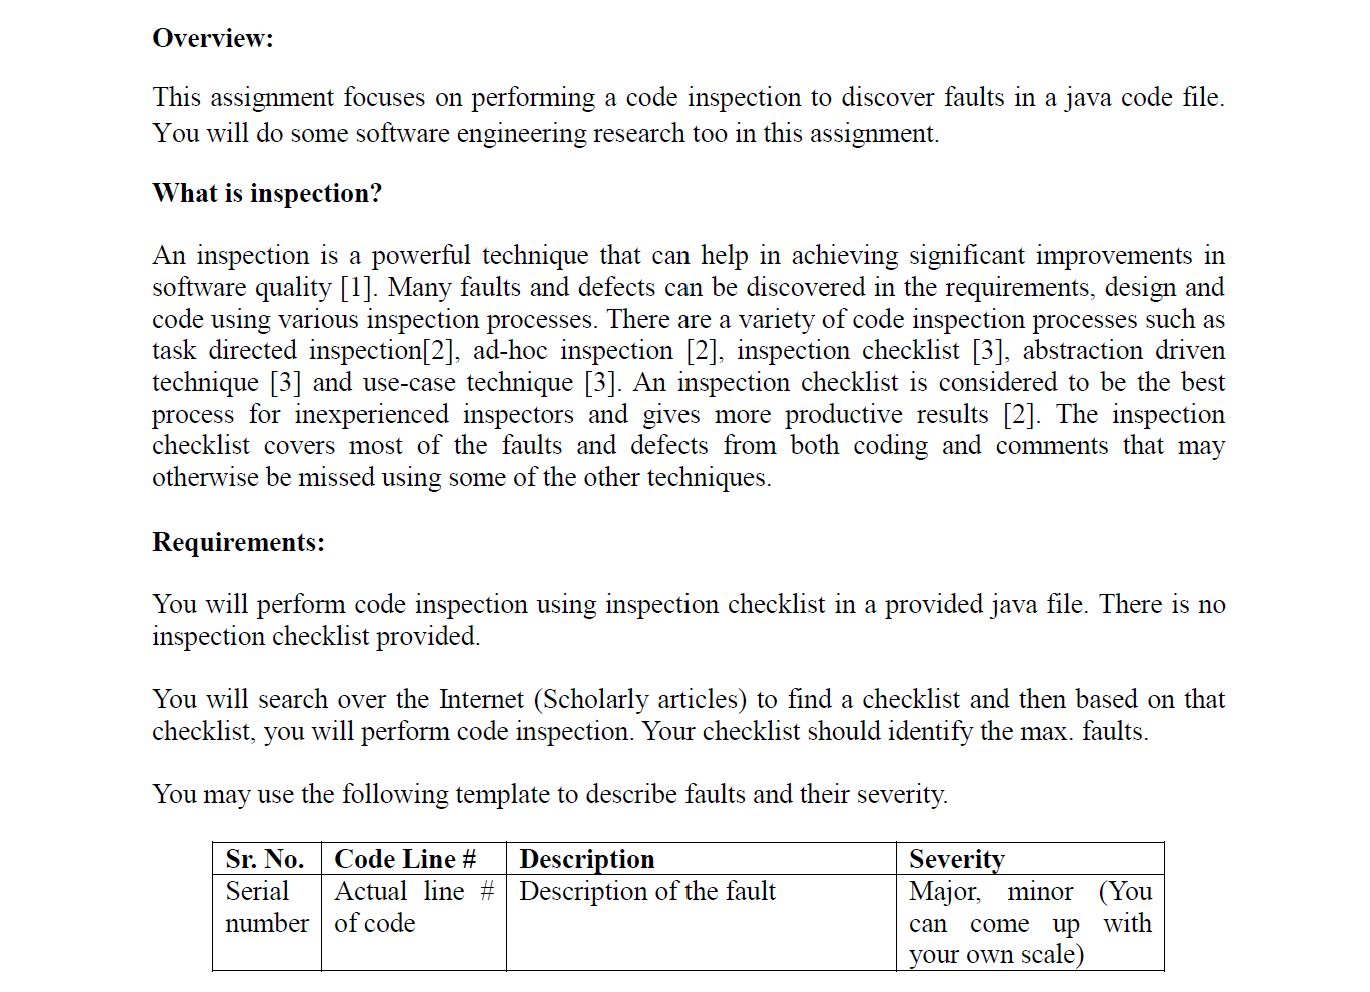 Overview:
This assignment focuses on performing a code inspection to discover faults in a java code file.
You will do some software engineering research too in this assignment.
What is inspection?
An inspection is a powerful technique that can help in achieving significant improvements in
software quality [1]. Many faults and defects can be discovered in the requirements, design and
code using various inspection processes. There are a variety of code inspection processes such as
task directed inspection[2], ad-hoc inspection [2], inspection checklist [3], abstraction driven
technique [3] and use-case technique [3]. An inspection checklist is considered to be the best
process for inexperienced inspectors and gives more productive results [2]. The inspection
checklist covers most of the faults and defects from both coding and comments that may
otherwise be missed using some of the other techniques.
Requirements:
You will perform code inspection using inspection checklist in a provided java file. There is no
inspection checklist provided.
You will search over the Internet (Scholarly articles) to find a checklist and then based on that
checklist, you will perform code inspection. Your checklist should identify the max. faults.
You may use the following template to describe faults and their severity.
Sr. No. Code Line # Description Severity
Serial Actual line # Description of the fault Major, minor (You
number of code can come up with
your own scale)